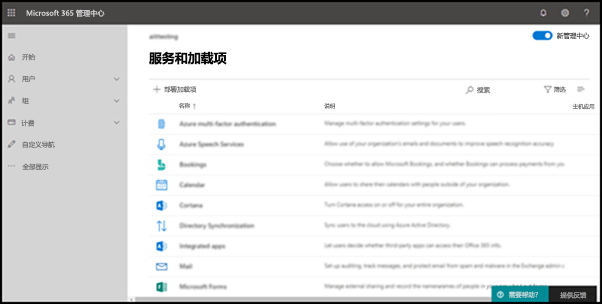 Microsoft 365 管理中心
?
新管理中心
开始
服务和加载项
用户
+ 部署加载项
搜索
筛选
组
名称 ↑
说明
主机应用
计费
Azure multi-factor authentication
Manage multi-factor authentication settings for your users.
自定义导航
Azure Speech Services
Allow use of your organization's emails and documents to improve speech recognition accuracy.
全部显示
Bookings
Choose whether to allow Microsoft Bookings, and whether Bookings can process payments from you
Calendar
Allow users to share their calendars with people outside of your organization.
Cortana
Turn Cortana access on or off for your entire organization.
Directory Synchronization
Sync users to the cloud using Azure Active Directory.
Integrated apps
Let users decide whether third-party apps can access their Office 365 info.
Mail
Set up auditing, track messages, and protect email from spam and malware in the Exchange admin c
Microsoft Forms
Manage external sharing and record the names of people in your
需要帮助?
提供反馈